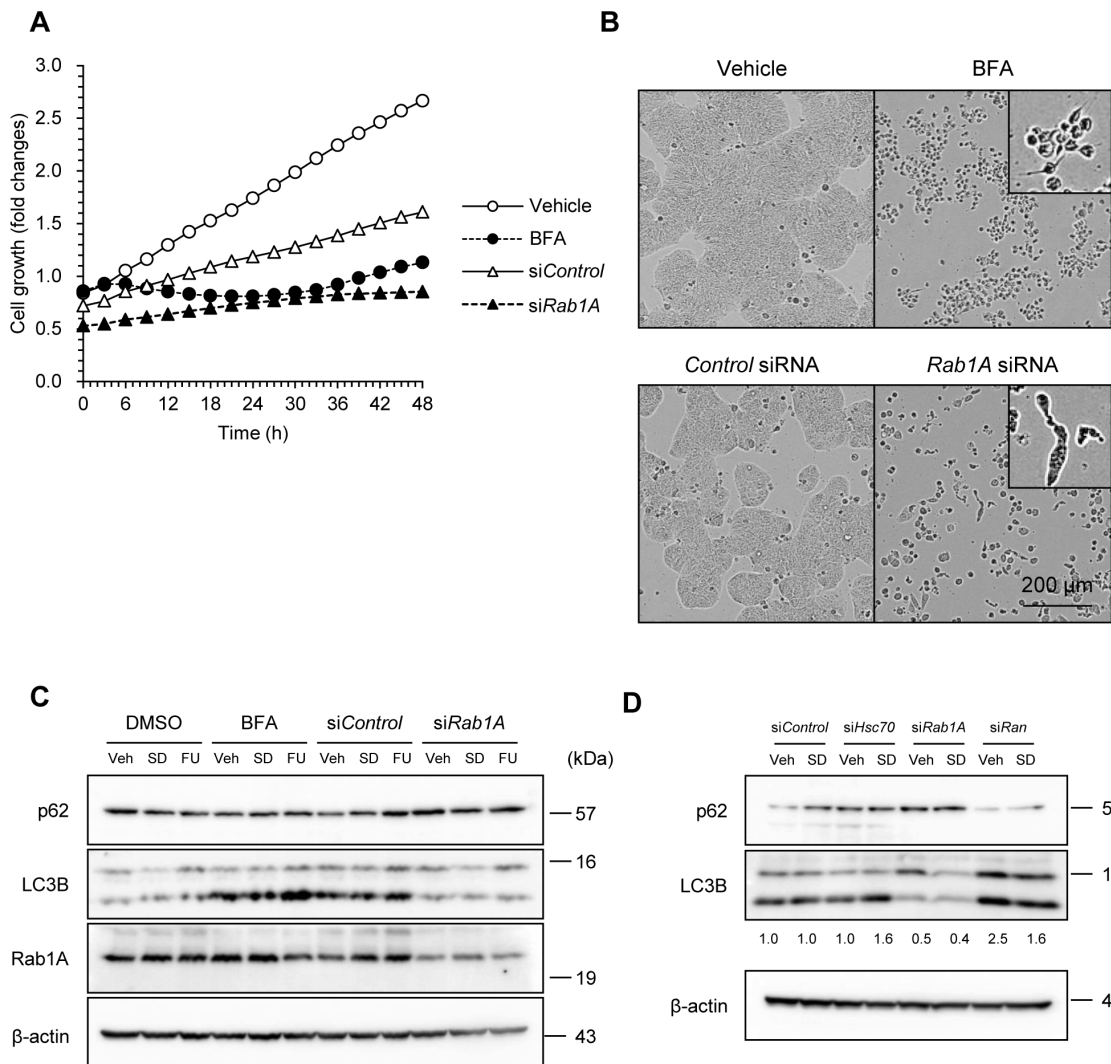 A
Cell growth (fold changes)
3.0
2.5
2.0
1.5
1.0
0.5
0.0
0 6 12 18 24 30 36 42 48
Time (h)
Vehicle
BFA
siControl
siRab1A
B
Vehicle BFA
Control siRNA Rab1A siRNA
200 μm
C
DMSO BFA siControl siRab1A
Veh SD FU Veh SD FU Veh SD FU Veh SD FU (kDa)
p62 57
LC3B 16
Rab1A 19
β-actin 43
D
siControl siHsc70 siRab1A siRan
Veh SD Veh SD Veh SD Veh SD
p62 5
LC3B 1
1.0 1.0 1.0 1.6 0.5 0.4 2.5 1.6
β-actin 4